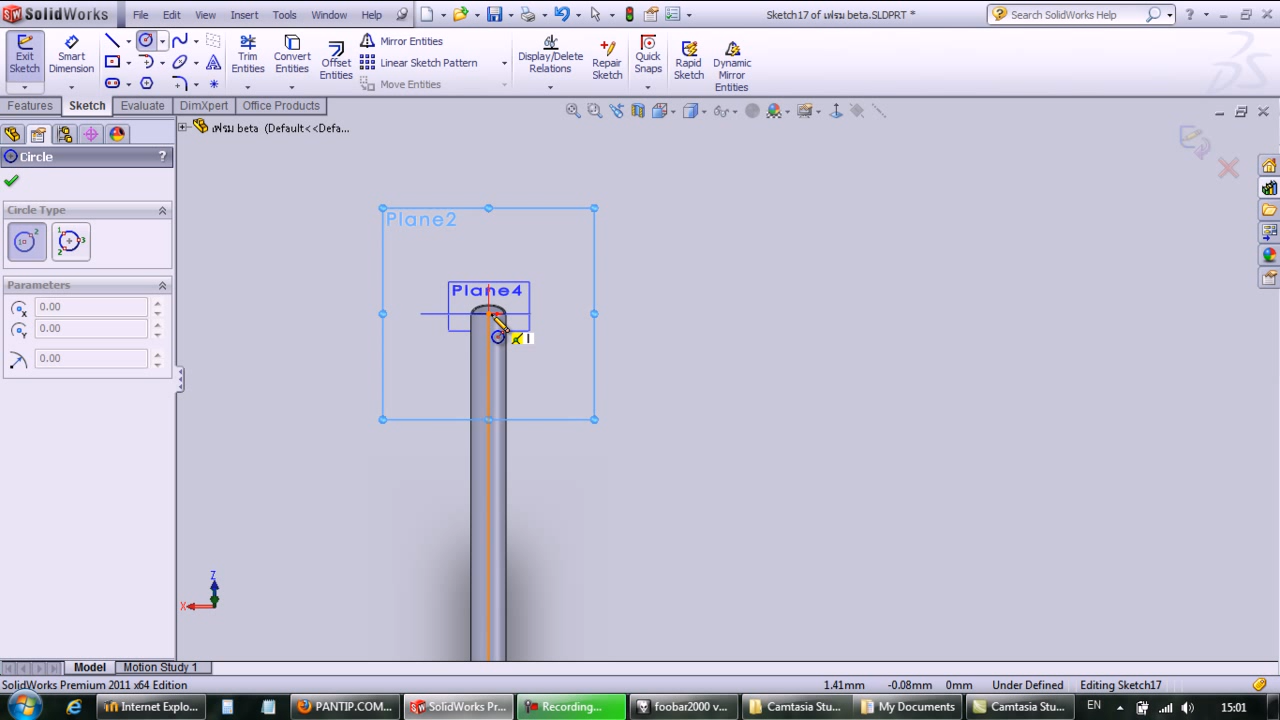 SolidWorks
File
Edit
View
Insert
Tools
Window
Help
Sketch17 of เฟรม beta.SLDPRT *
Search SolidWorks Help
Exit Sketch
Smart Dimension
Trim Entities
Convert Entities
Offset Entities
Mirror Entities
Linear Sketch Pattern
Move Entities
Display/Delete Relations
Repair Sketch
Quick Snaps
Rapid Sketch
Dynamic Mirror Entities
Features
Sketch
Evaluate
DimXpert
Office Products
เฟรม beta (Default<<Defa...
Circle
?
Circle Type
Parameters
0.00
0.00
0.00
Plane2
Plane4
Z
X
Model
Motion Study 1
SolidWorks Premium 2011 x64 Edition
1.41mm
-0.08mm
0mm
Under Defined
Editing Sketch17
Internet Explo...
PANTIP.COM...
SolidWorks Pr...
Recording...
foobar2000 v...
Camtasia Stu...
My Documents
Camtasia Stu...
EN
15:01